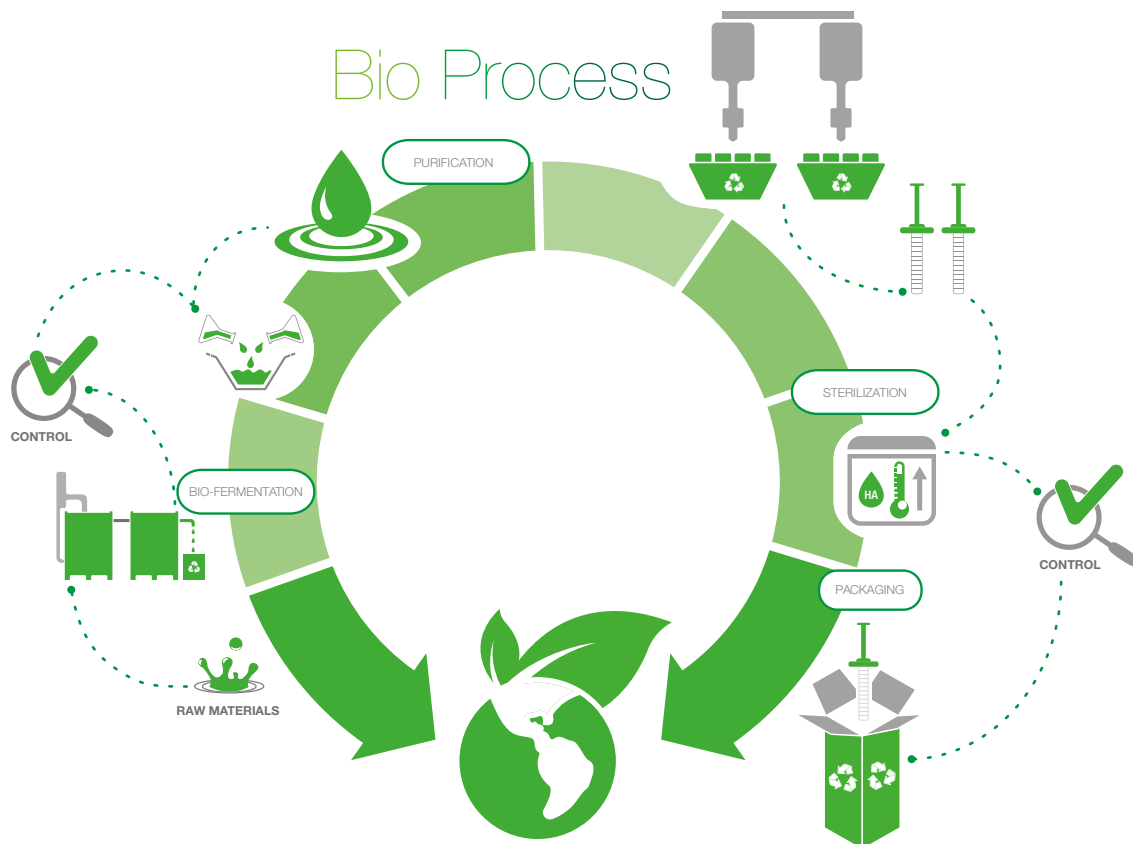 Bio Process
PURIFICATION
STERILIZATION
HA
CONTROL
BIO-FERMENTATION
CONTROL
PACKAGING
RAW MATERIALS